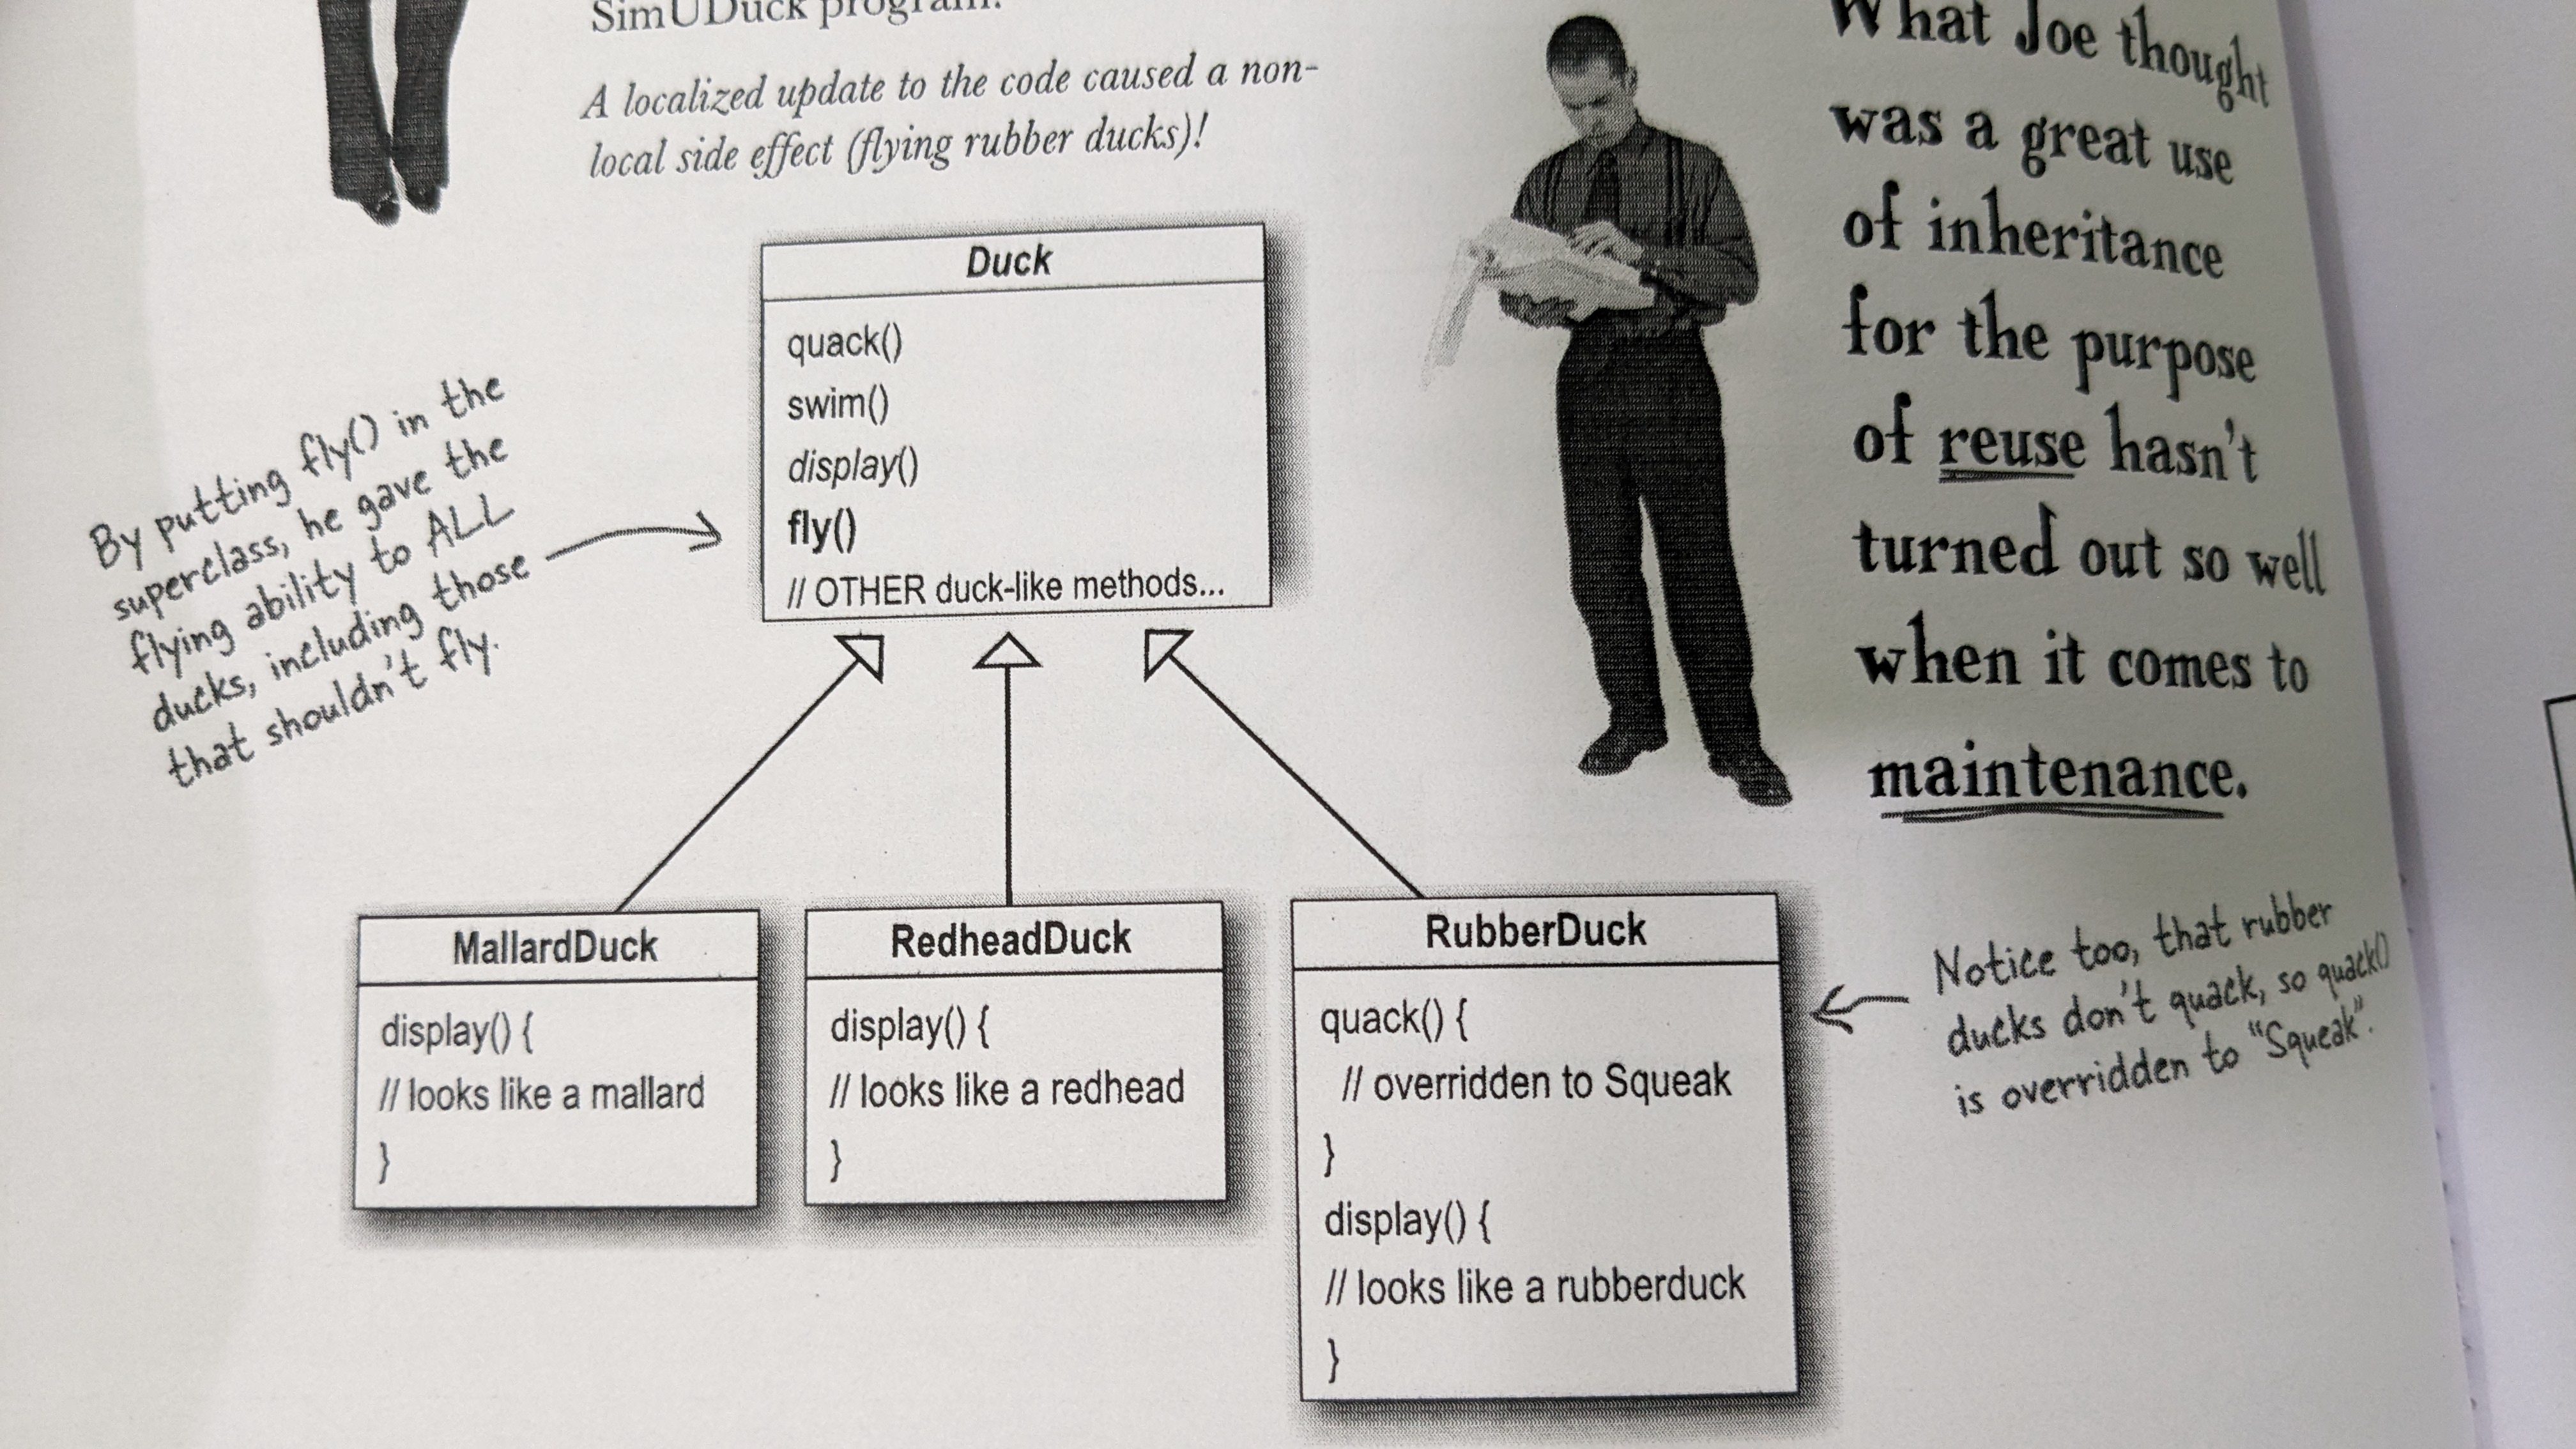 SimUDuck program.
A localized update to the code caused a non-
local side effect (flying rubber ducks)!
What Joe thought
was a great use
of inheritance
for the purpose
of reuse hasn't
turned out so well
when it comes to
maintenance.
By putting fly() in the
superclass, he gave the
flying ability to ALL
ducks, including those
that shouldn't fly.
Duck
quack()
swim()
display()
fly()
// OTHER duck-like methods...
MallardDuck
display() {
// looks like a mallard
}
RedheadDuck
display() {
// looks like a redhead
}
RubberDuck
quack() {
// overridden to Squeak
}
display() {
// looks like a rubberduck
}
Notice too, that rubber
ducks don't quack, so quack()
is overridden to "Squeak".